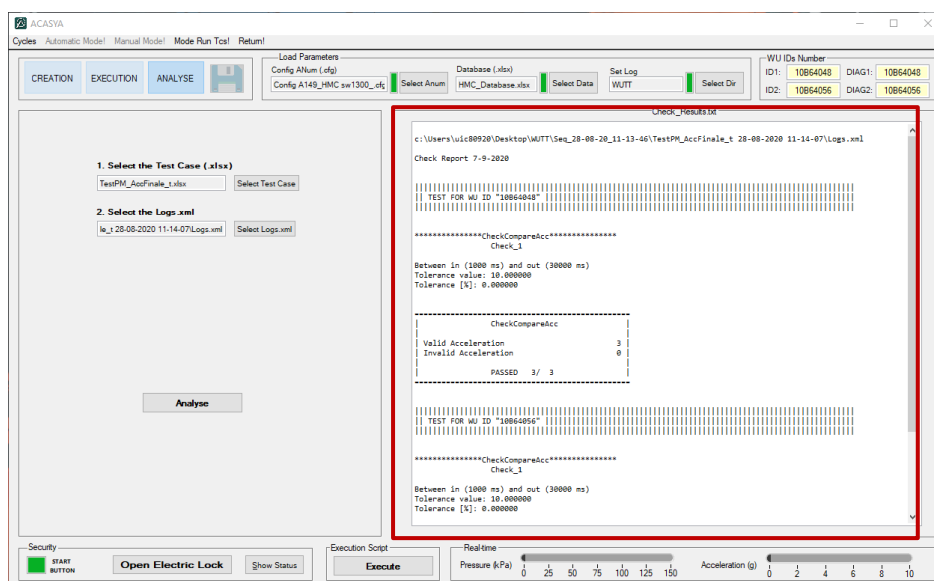 ACASYA
Cycles Automatic Mode! Manual Mode! Mode Run Tcs! Return!
CREATION EXECUTION ANALYSE
Load Parameters
Config ANum (.cfg) Database (.xlsx) Set Log
Config A149_HMC sw1300_.cfg Select Anum HMC_Database.xlsx Select Data WUTT Select Dir
WU IDs Number
ID1: 10B64048 DIAG1: 10B64048
ID2: 10B64056 DIAG2: 10B64056
1. Select the Test Case (.xlsx)
TestPM_AccFinale_t.xlsx Select Test Case
2. Select the Logs.xml
le_t 28-08-2020 11-14-07\Logs.xml Select Logs.xml
Analyse
Check_Results.txt
c:\Users\uic80920\Desktop\WUTT\Seq_28-08-20_11-13-46\TestPM_AccFinale_t 28-08-2020 11-14-07\Logs.xml
Check Report 7-9-2020
|| TEST FOR WU ID "10B64048" ||
***************CheckCompareAcc***************
Check_1
Between in (1000 ms) and out (30000 ms)
Tolerance value: 10.000000
Tolerance [%]: 0.000000
CheckCompareAcc
Valid Acceleration 3
Invalid Acceleration 0
PASSED 3/ 3
|| TEST FOR WU ID "10B64056" ||
***************CheckCompareAcc***************
Check_1
Between in (1000 ms) and out (30000 ms)
Tolerance value: 10.000000
Tolerance [%]: 0.000000
Security
START BUTTON Open Electric Lock Show Status
Execution Script
Execute
Real-time
Pressure (kPa) 0 25 50 75 100 125 150
Acceleration (g) 0 2 4 6 8 10